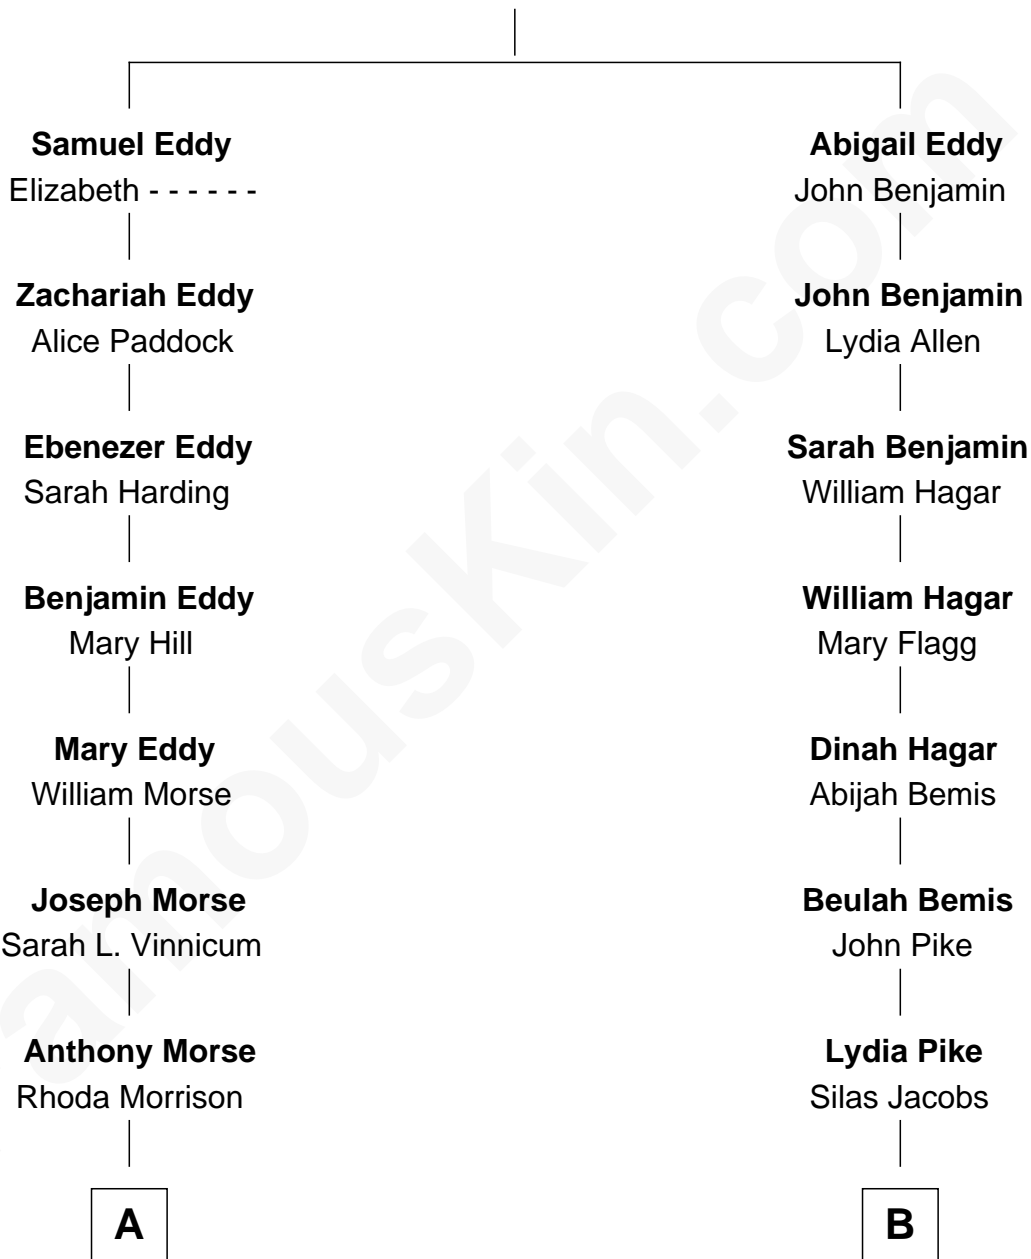 Samuel Eddy
Elizabeth - - - - - -
Zachariah Eddy
Alice Paddock
Ebenezer Eddy
Sarah Harding
Benjamin Eddy
Mary Hill
Mary Eddy
William Morse
Joseph Morse
Sarah L. Vinnicum
Anthony Morse
Rhoda Morrison
A
Abigail Eddy
John Benjamin
John Benjamin
Lydia Allen
Sarah Benjamin
William Hagar
William Hagar
Mary Flagg
Dinah Hagar
Abijah Bemis
Beulah Bemis
John Pike
Lydia Pike
Silas Jacobs
B
amousKin.com